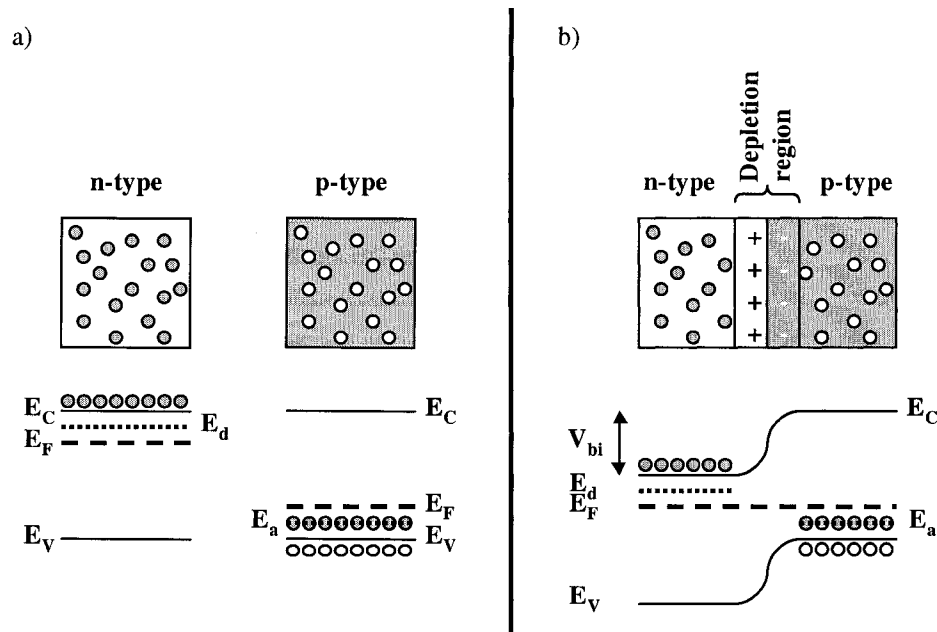 a)
n-type
p-type
E_C
E_d
E_F
E_V
E_C
E_F
E_a
E_V
b)
Depletion
region
n-type
p-type
+
+
+
+
V_bi
E_C
E_d
E_F
E_a
E_V